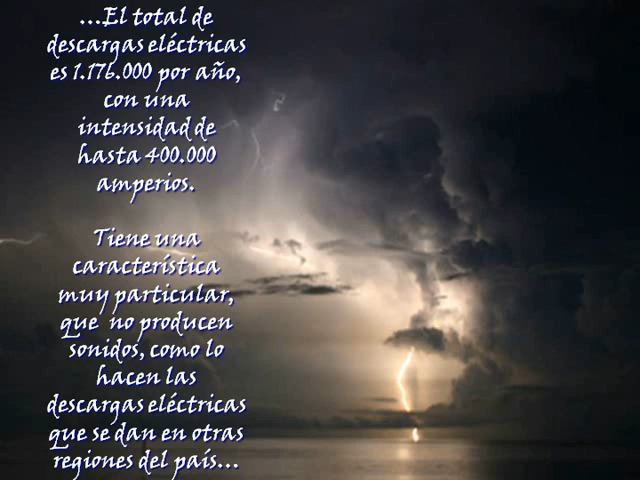 ...El total de
descargas eléctricas
es 1.176.000 por año,
con una
intensidad de
hasta 400.000
amperios.
Tiene una
característica
muy particular,
que no producen
sonidos, como lo
hacen las
descargas eléctricas
que se dan en otras
regiones del país...